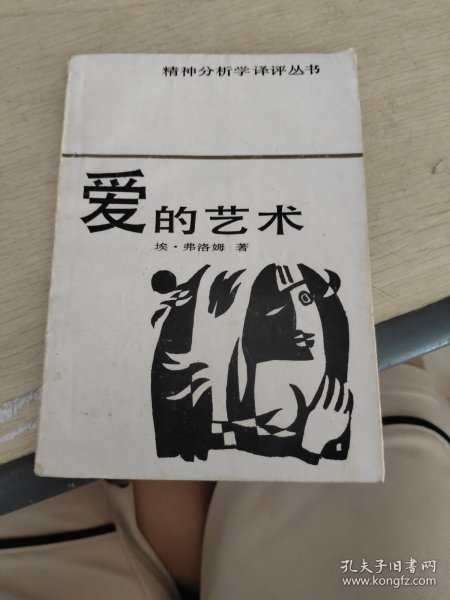 精神分析学译评丛书
爱的艺术
埃·弗洛姆 著
孔夫子旧书网
www.kongfz.com